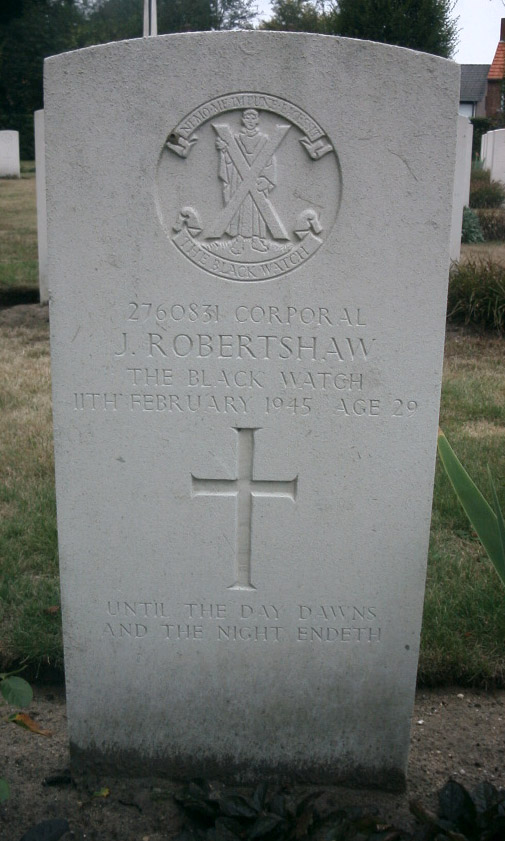 NEMO ME IMPUNE LACESSIT
THE BLACK WATCH
2760831 CORPORAL
J. ROBERTSHAW
THE BLACK WATCH
11TH FEBRUARY 1945 AGE 29
UNTIL THE DAY DAWNS
AND THE NIGHT ENDETH